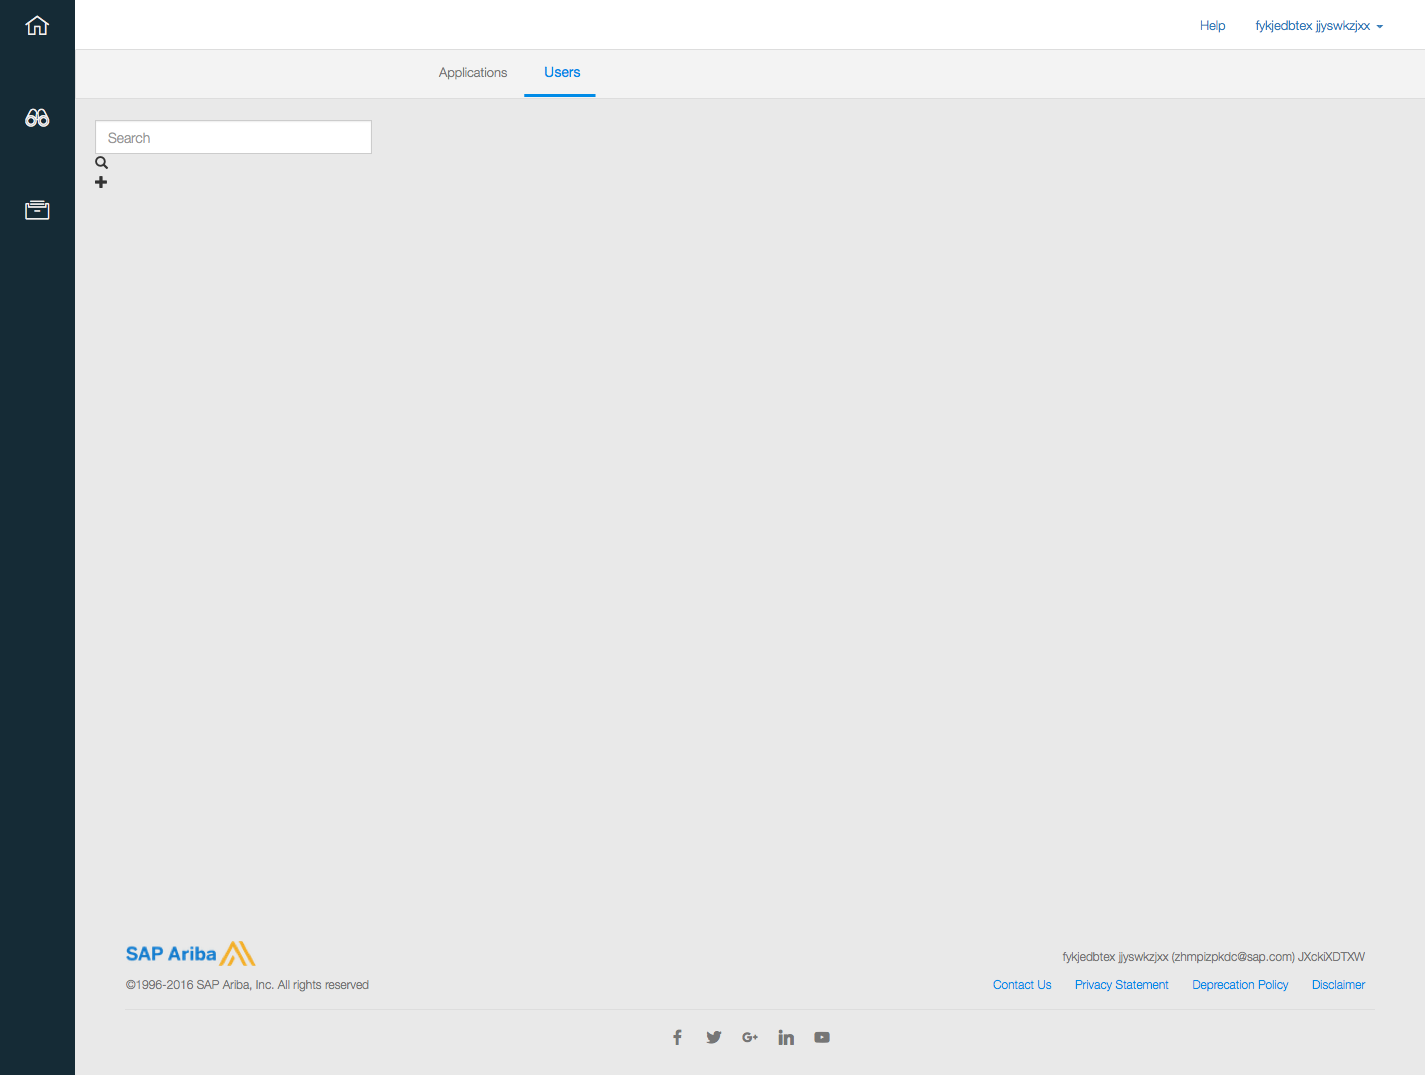 Help fykjedbtex jjyswkzjxx
Applications Users
Search
SAP Ariba
fykjedbtex jjyswkzjxx (zhmpizpkdc@sap.com) JXckiXDTXW
©1996-2016 SAP Ariba, Inc. All rights reserved
Contact Us Privacy Statement Deprecation Policy Disclaimer